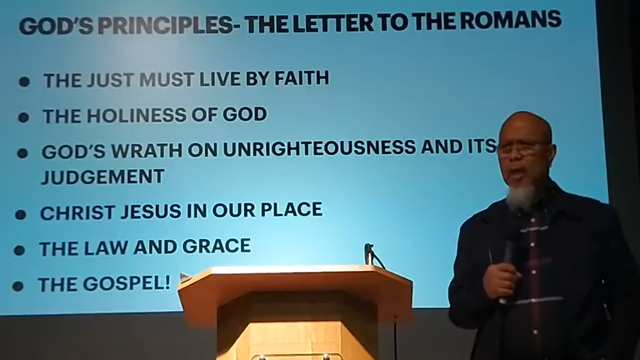 GOD'S PRINCIPLES- THE LETTER TO THE ROMANS
● THE JUST MUST LIVE BY FAITH
● THE HOLINESS OF GOD
● GOD'S WRATH ON UNRIGHTEOUSNESS AND ITS
JUDGEMENT
● CHRIST JESUS IN OUR PLACE
● THE LAW AND GRACE
● THE GOSPEL!